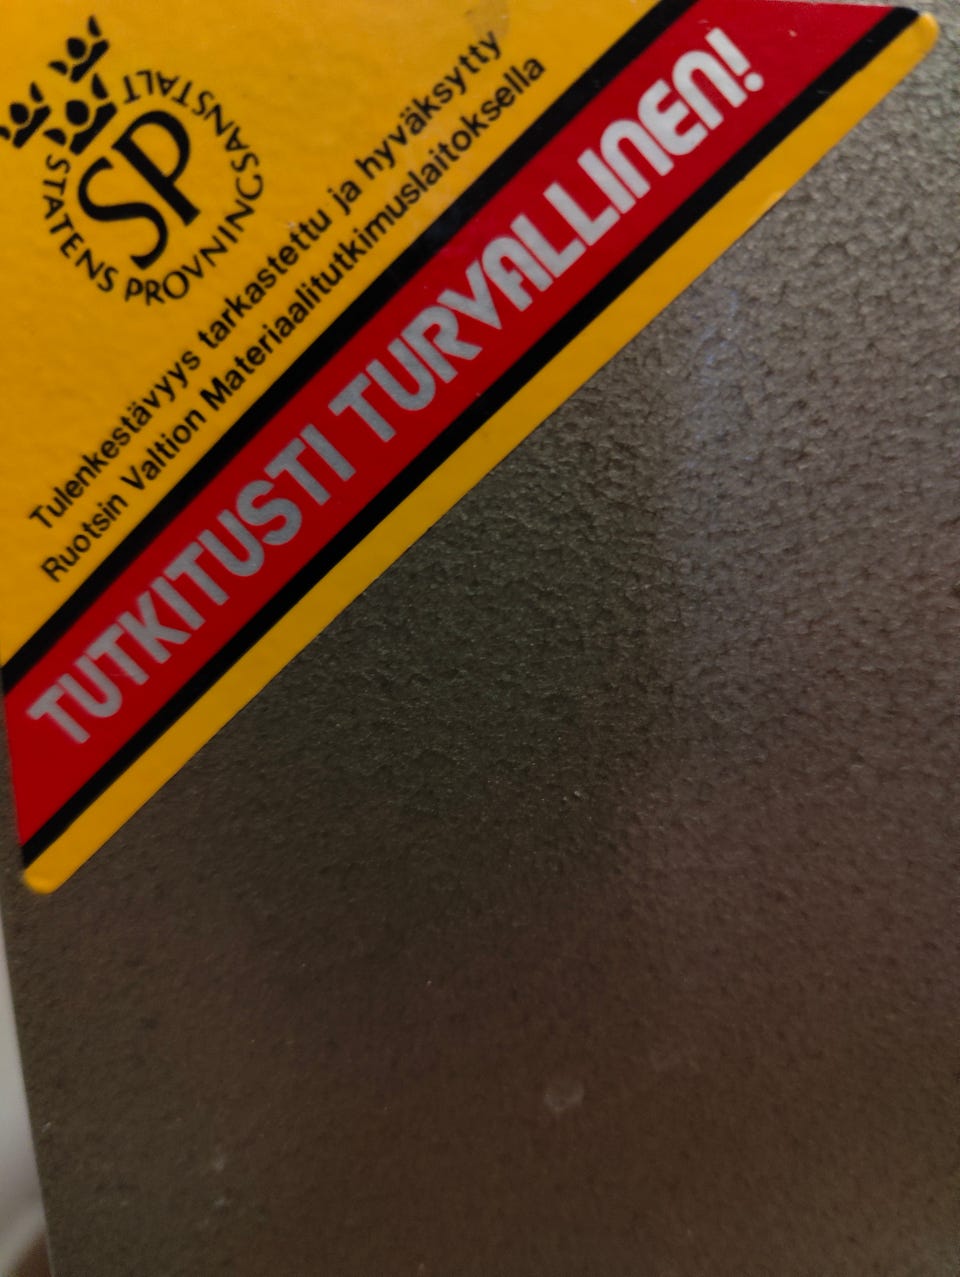 STATENS PROVNINGSANSTALT
SP
Tulenkestävyys tarkastettu ja hyväksytty
Ruotsin Valtion Materiaalitutkimuslaitoksella
TUTKITUSTI TURVALLINEN!